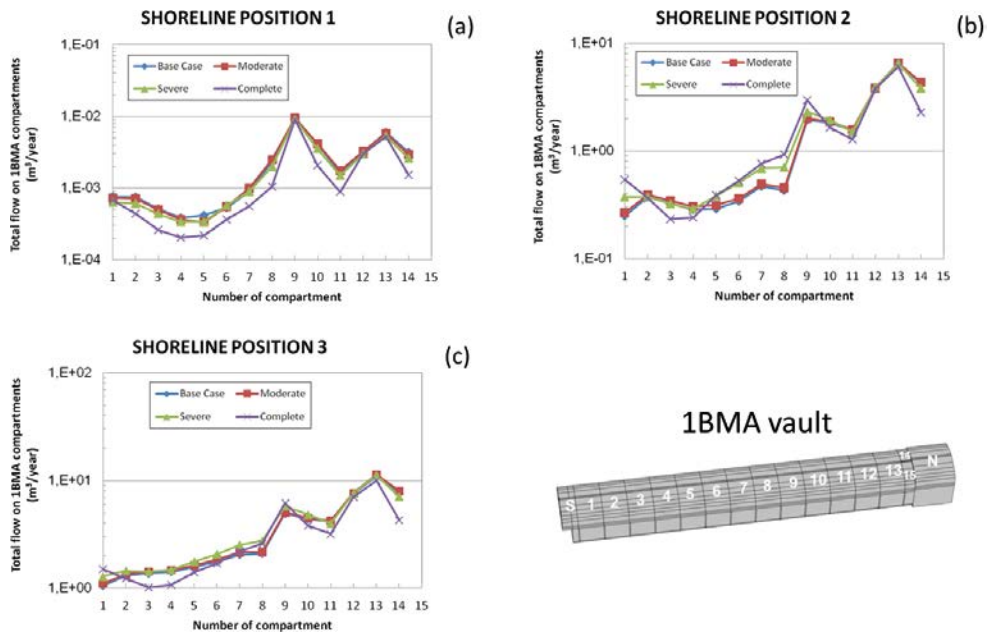 SHORELINE POSITION 1
(a)
Total flow on 1BMA compartments
(m³/year)
1,E-01
1,E-02
1,E-03
1,E-04
Base Case
Moderate
Severe
Complete
1 2 3 4 5 6 7 8 9 10 11 12 13 14 15
Number of compartment
SHORELINE POSITION 2
(b)
Total flow on 1BMA compartments
(m³/year)
1,E+01
1,E+00
1,E-01
Base Case
Moderate
Severe
Complete
1 2 3 4 5 6 7 8 9 10 11 12 13 14 15
Number of compartment
SHORELINE POSITION 3
(c)
Total flow on 1BMA compartments
(m³/year)
1,E+02
1,E+01
1,E+00
Base Case
Moderate
Severe
Complete
1 2 3 4 5 6 7 8 9 10 11 12 13 14 15
Number of compartment
1BMA vault
S 1 2 3 4 5 6 7 8 9 10 11 12 13 14 15 N